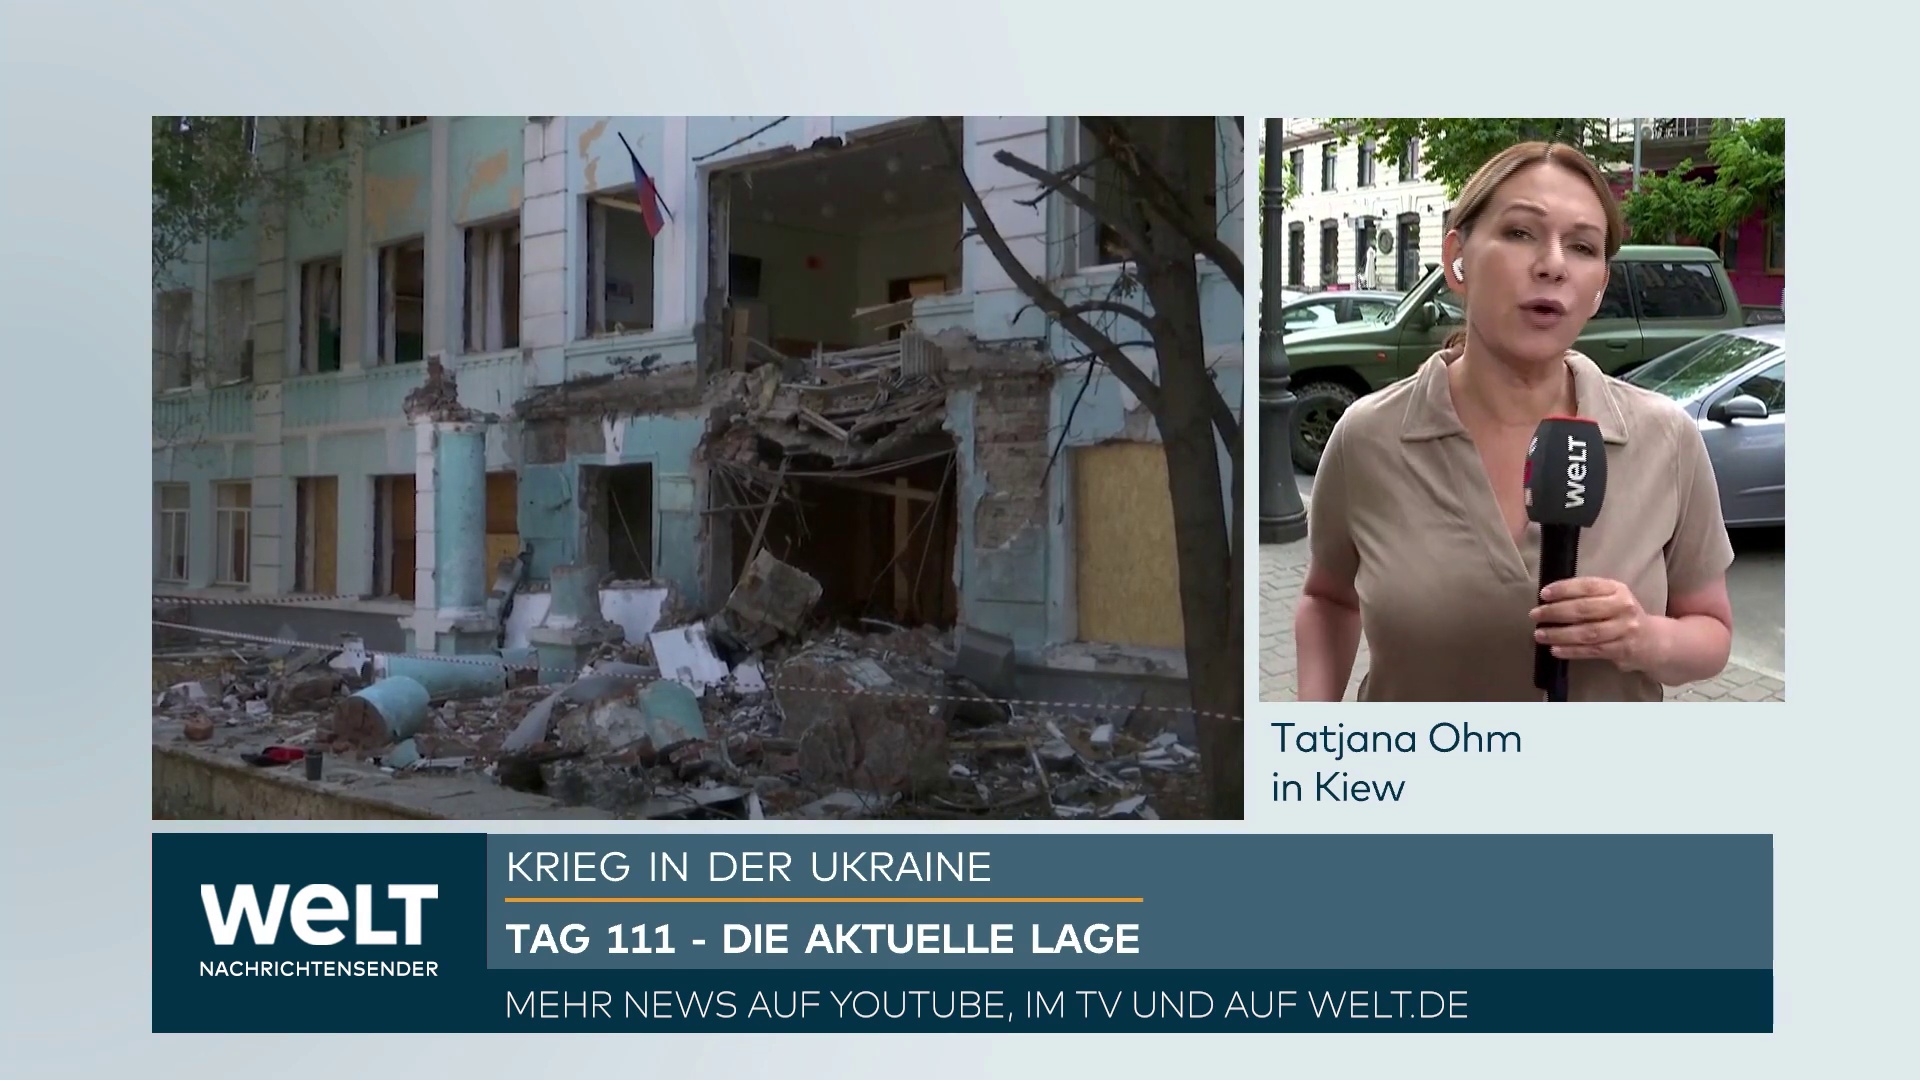 WELT
Tatjana Ohm
in Kiew
WELT
NACHRICHTENSENDER
KRIEG IN DER UKRAINE
TAG 111 - DIE AKTUELLE LAGE
MEHR NEWS AUF YOUTUBE, IM TV UND AUF WELT.DE